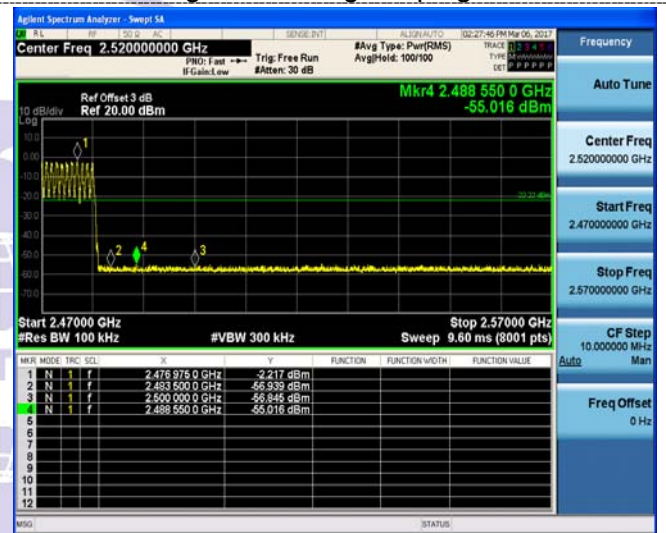 Agilent Spectrum Analyzer - Swept SA
RL RF 50 Ω AC SENSE:INT ALIGN AUTO 02:27:46 PM Mar 06, 2017
Center Freq 2.520000000 GHz
PNO: Fast
IFGain:Low
Trig: Free Run
#Atten: 30 dB
#Avg Type: Pwr(RMS)
Avg|Hold: 100/100
TRACE 1 2 3 4 5 6
TYPE
DET P P P P P P
Mkr4 2.488 550 0 GHz
-55.016 dBm
Ref Offset 3 dB
10 dB/div Ref 20.00 dBm
Log
10.0
0.00
-10.0
-20.0
-30.0
-40.0
-50.0
-60.0
-70.0
1
2
4
3
Start 2.47000 GHz Stop 2.57000 GHz
#Res BW 100 kHz #VBW 300 kHz Sweep 9.60 ms (8001 pts)
MKR MODE TRC SCL X Y FUNCTION FUNCTION WIDTH FUNCTION VALUE
1 N 1 f 2.476 975 0 GHz -2.217 dBm
2 N 1 f 2.483 500 0 GHz -56.939 dBm
3 N 1 f 2.500 000 0 GHz -56.845 dBm
4 N 1 f 2.488 550 0 GHz -55.016 dBm
5
6
7
8
9
10
11
12
MSG STATUS
Frequency
Auto Tune
Center Freq
2.520000000 GHz
Start Freq
2.470000000 GHz
Stop Freq
2.570000000 GHz
CF Step
10.000000 MHz
Auto Man
Freq Offset
0 Hz